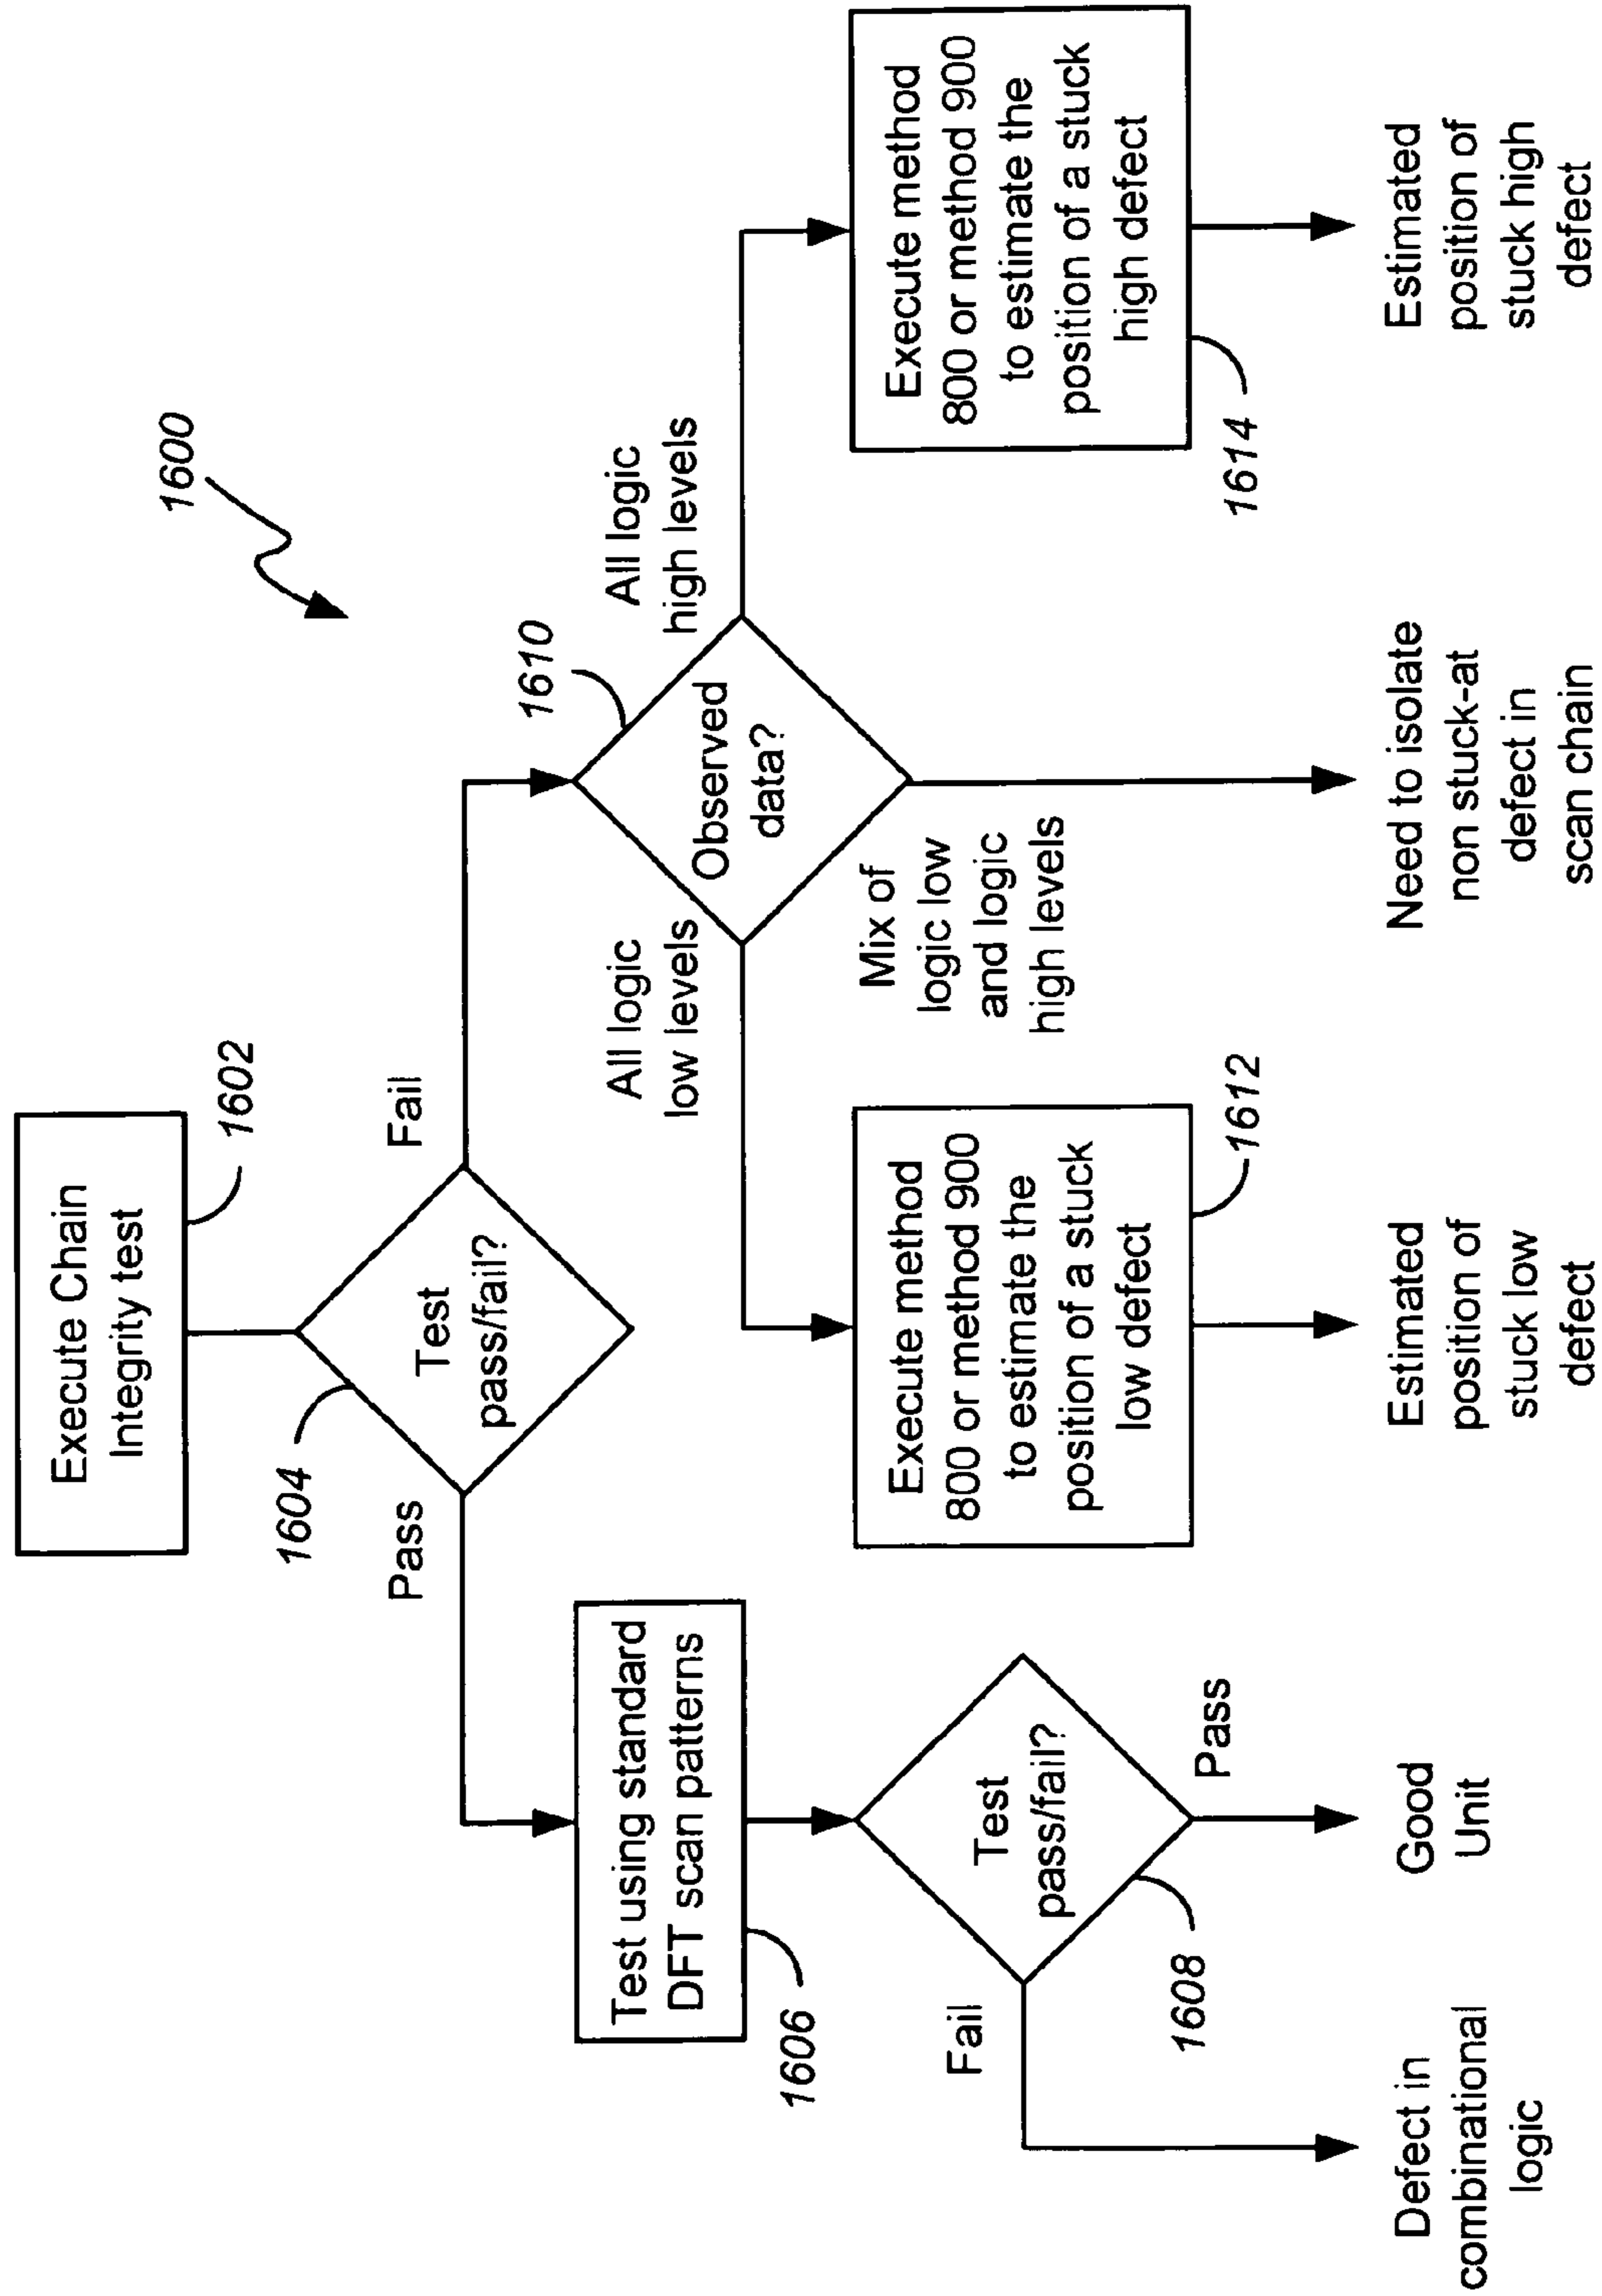 1600
Execute Chain
Integrity test
1602
1604
Test
pass/fail?
Pass
Fail
Test using standard
DFT scan patterns
1606
Test
pass/fail?
1608
Fail
Pass
Defect in
combinational
logic
Good
Unit
1610
Observed
data?
All logic
low levels
All logic
high levels
Mix of
logic low
and logic
high levels
Execute method
800 or method 900
to estimate the
position of a stuck
low defect
1612
Execute method
800 or method 900
to estimate the
position of a stuck
high defect
1614
Estimated
position of
stuck low
defect
Need to isolate
non stuck-at
defect in
scan chain
Estimated
position of
stuck high
defect